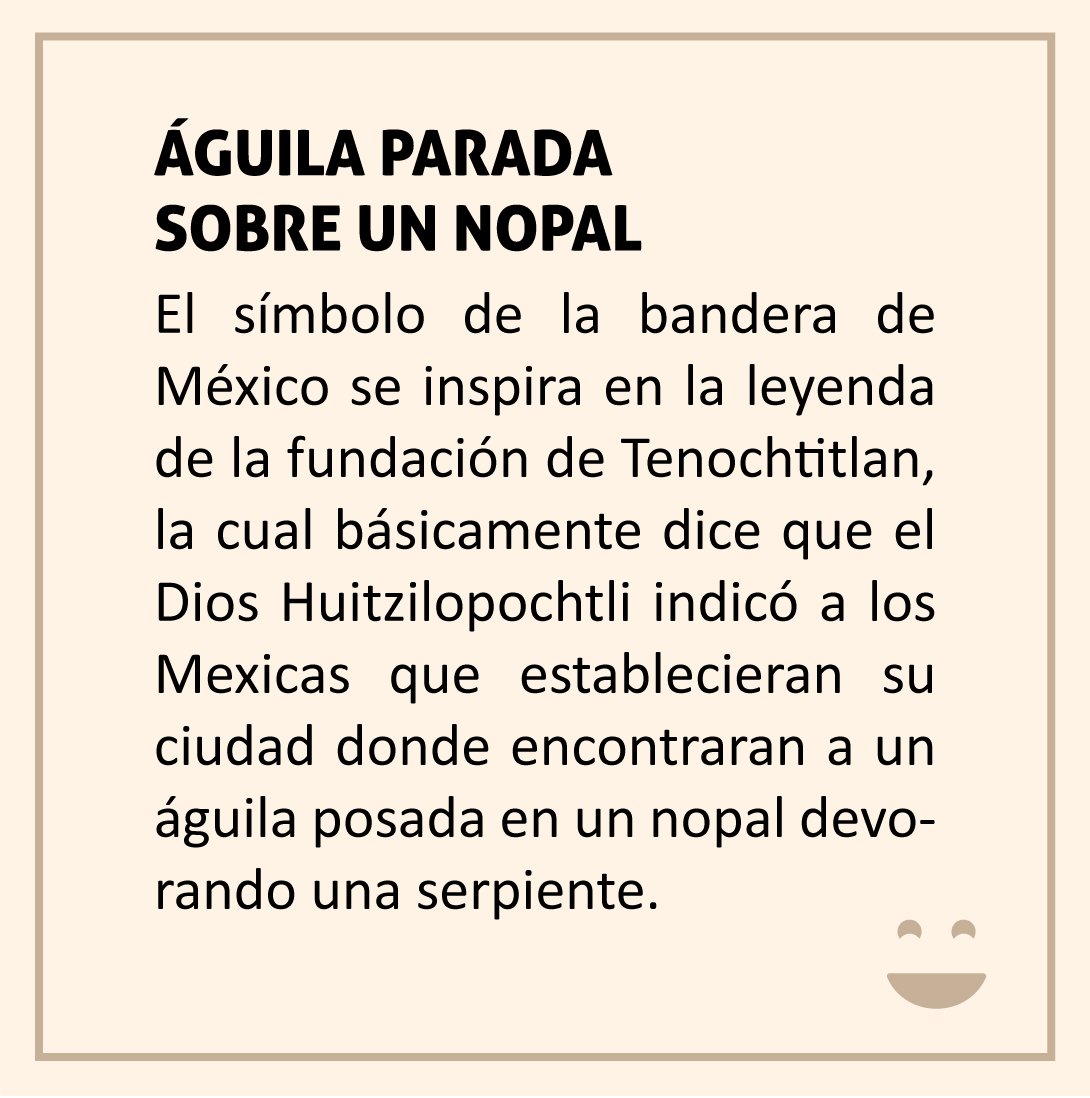 ÁGUILA PARADA
SOBRE UN NOPAL
El símbolo de la bandera de
México se inspira en la leyenda
de la fundación de Tenochtitlan,
la cual básicamente dice que el
Dios Huitzilopochtli indicó a los
Mexicas que establecieran su
ciudad donde encontraran a un
águila posada en un nopal devo-
rando una serpiente.